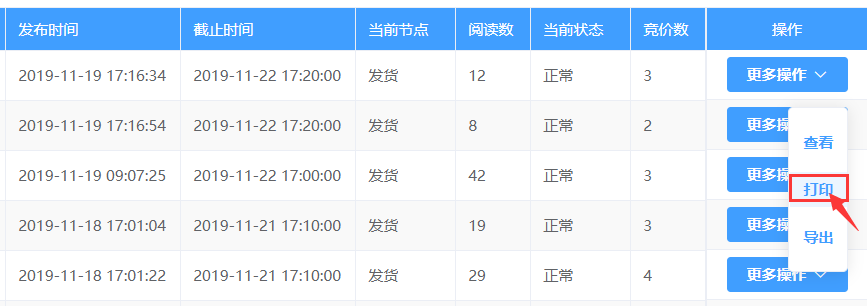 发布时间 截止时间 当前节点 阅读数 当前状态 竞价数 操作
2019-11-19 17:16:34 2019-11-22 17:20:00 发货 12 正常 3 更多操作
2019-11-19 17:16:54 2019-11-22 17:20:00 发货 8 正常 2 更多操
查看
2019-11-19 09:07:25 2019-11-22 17:00:00 发货 42 正常 3 更多操
打印
2019-11-18 17:01:04 2019-11-21 17:10:00 发货 19 正常 3 更多操
导出
2019-11-18 17:01:22 2019-11-21 17:10:00 发货 29 正常 4 更多操作